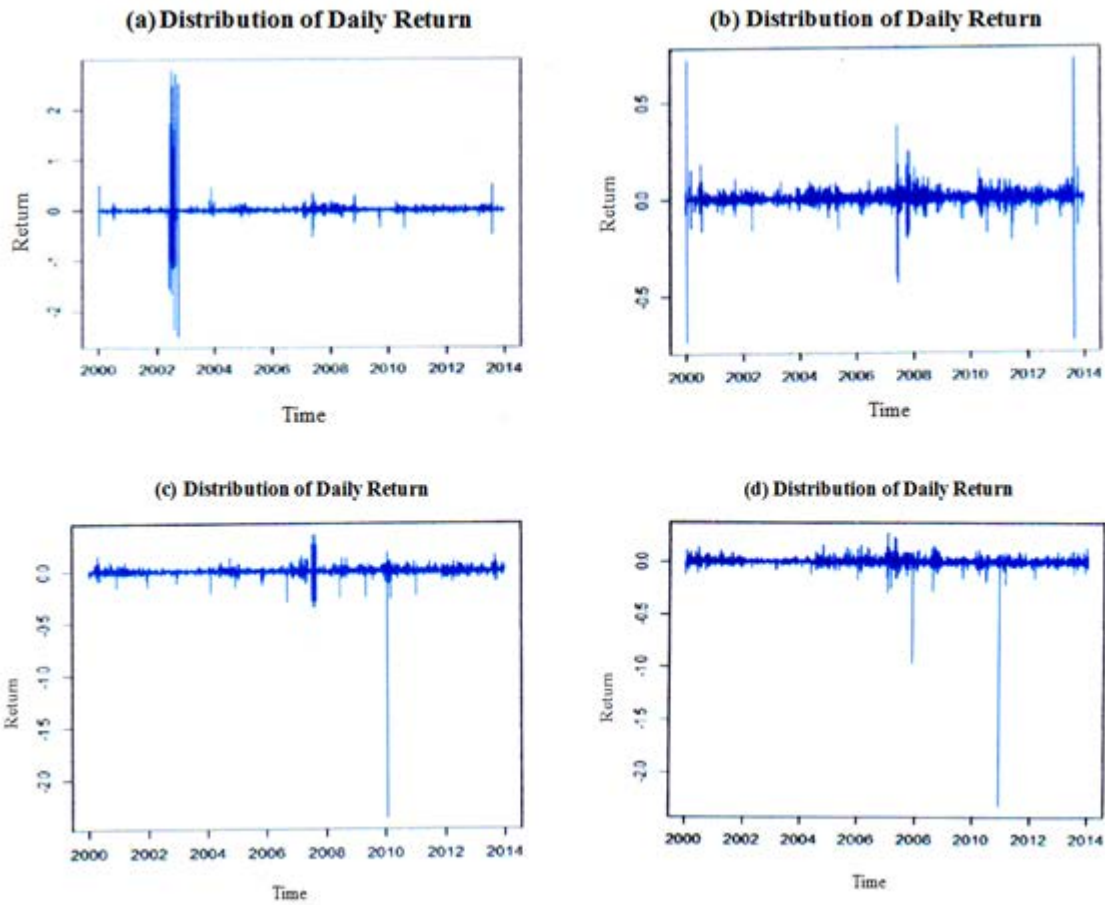 (a) Distribution of Daily Return
(b) Distribution of Daily Return
Return
2
1
0
-1
-2
2000 2002 2004 2006 2008 2010 2012 2014
Time
Return
0.5
0.0
-0.5
2000 2002 2004 2006 2008 2010 2012 2014
Time
(c) Distribution of Daily Return
(d) Distribution of Daily Return
Return
0.0
-0.5
-1.0
-1.5
-2.0
2000 2002 2004 2006 2008 2010 2012 2014
Time
Return
0.0
-0.5
-1.0
-1.5
-2.0
2000 2002 2004 2006 2008 2010 2012 2014
Time